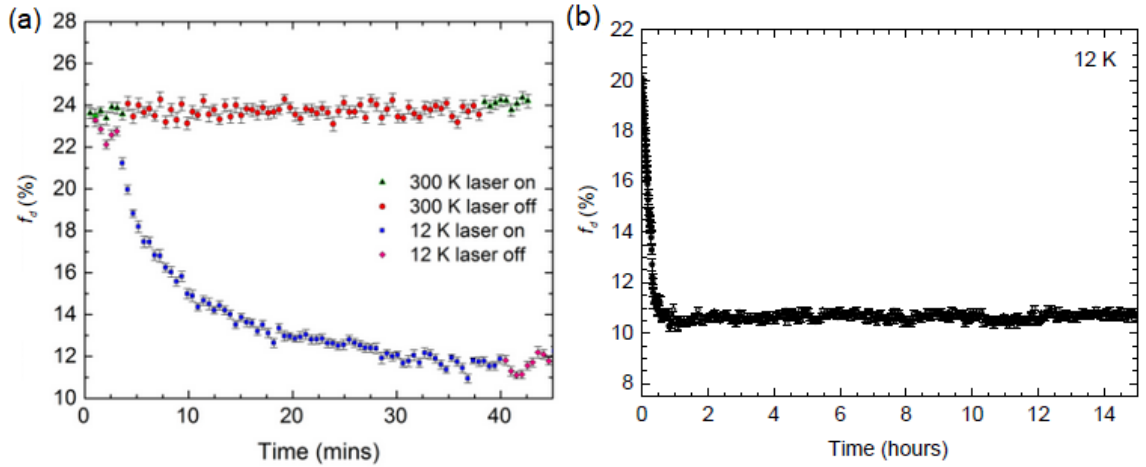 (a)
28
26
24
22
20
18
16
14
12
10
f_d (%)
300 K laser on
300 K laser off
12 K laser on
12 K laser off
0 10 20 30 40
Time (mins)
(b)
22
20
18
16
14
12
10
8
f_d (%)
12 K
0 2 4 6 8 10 12 14
Time (hours)